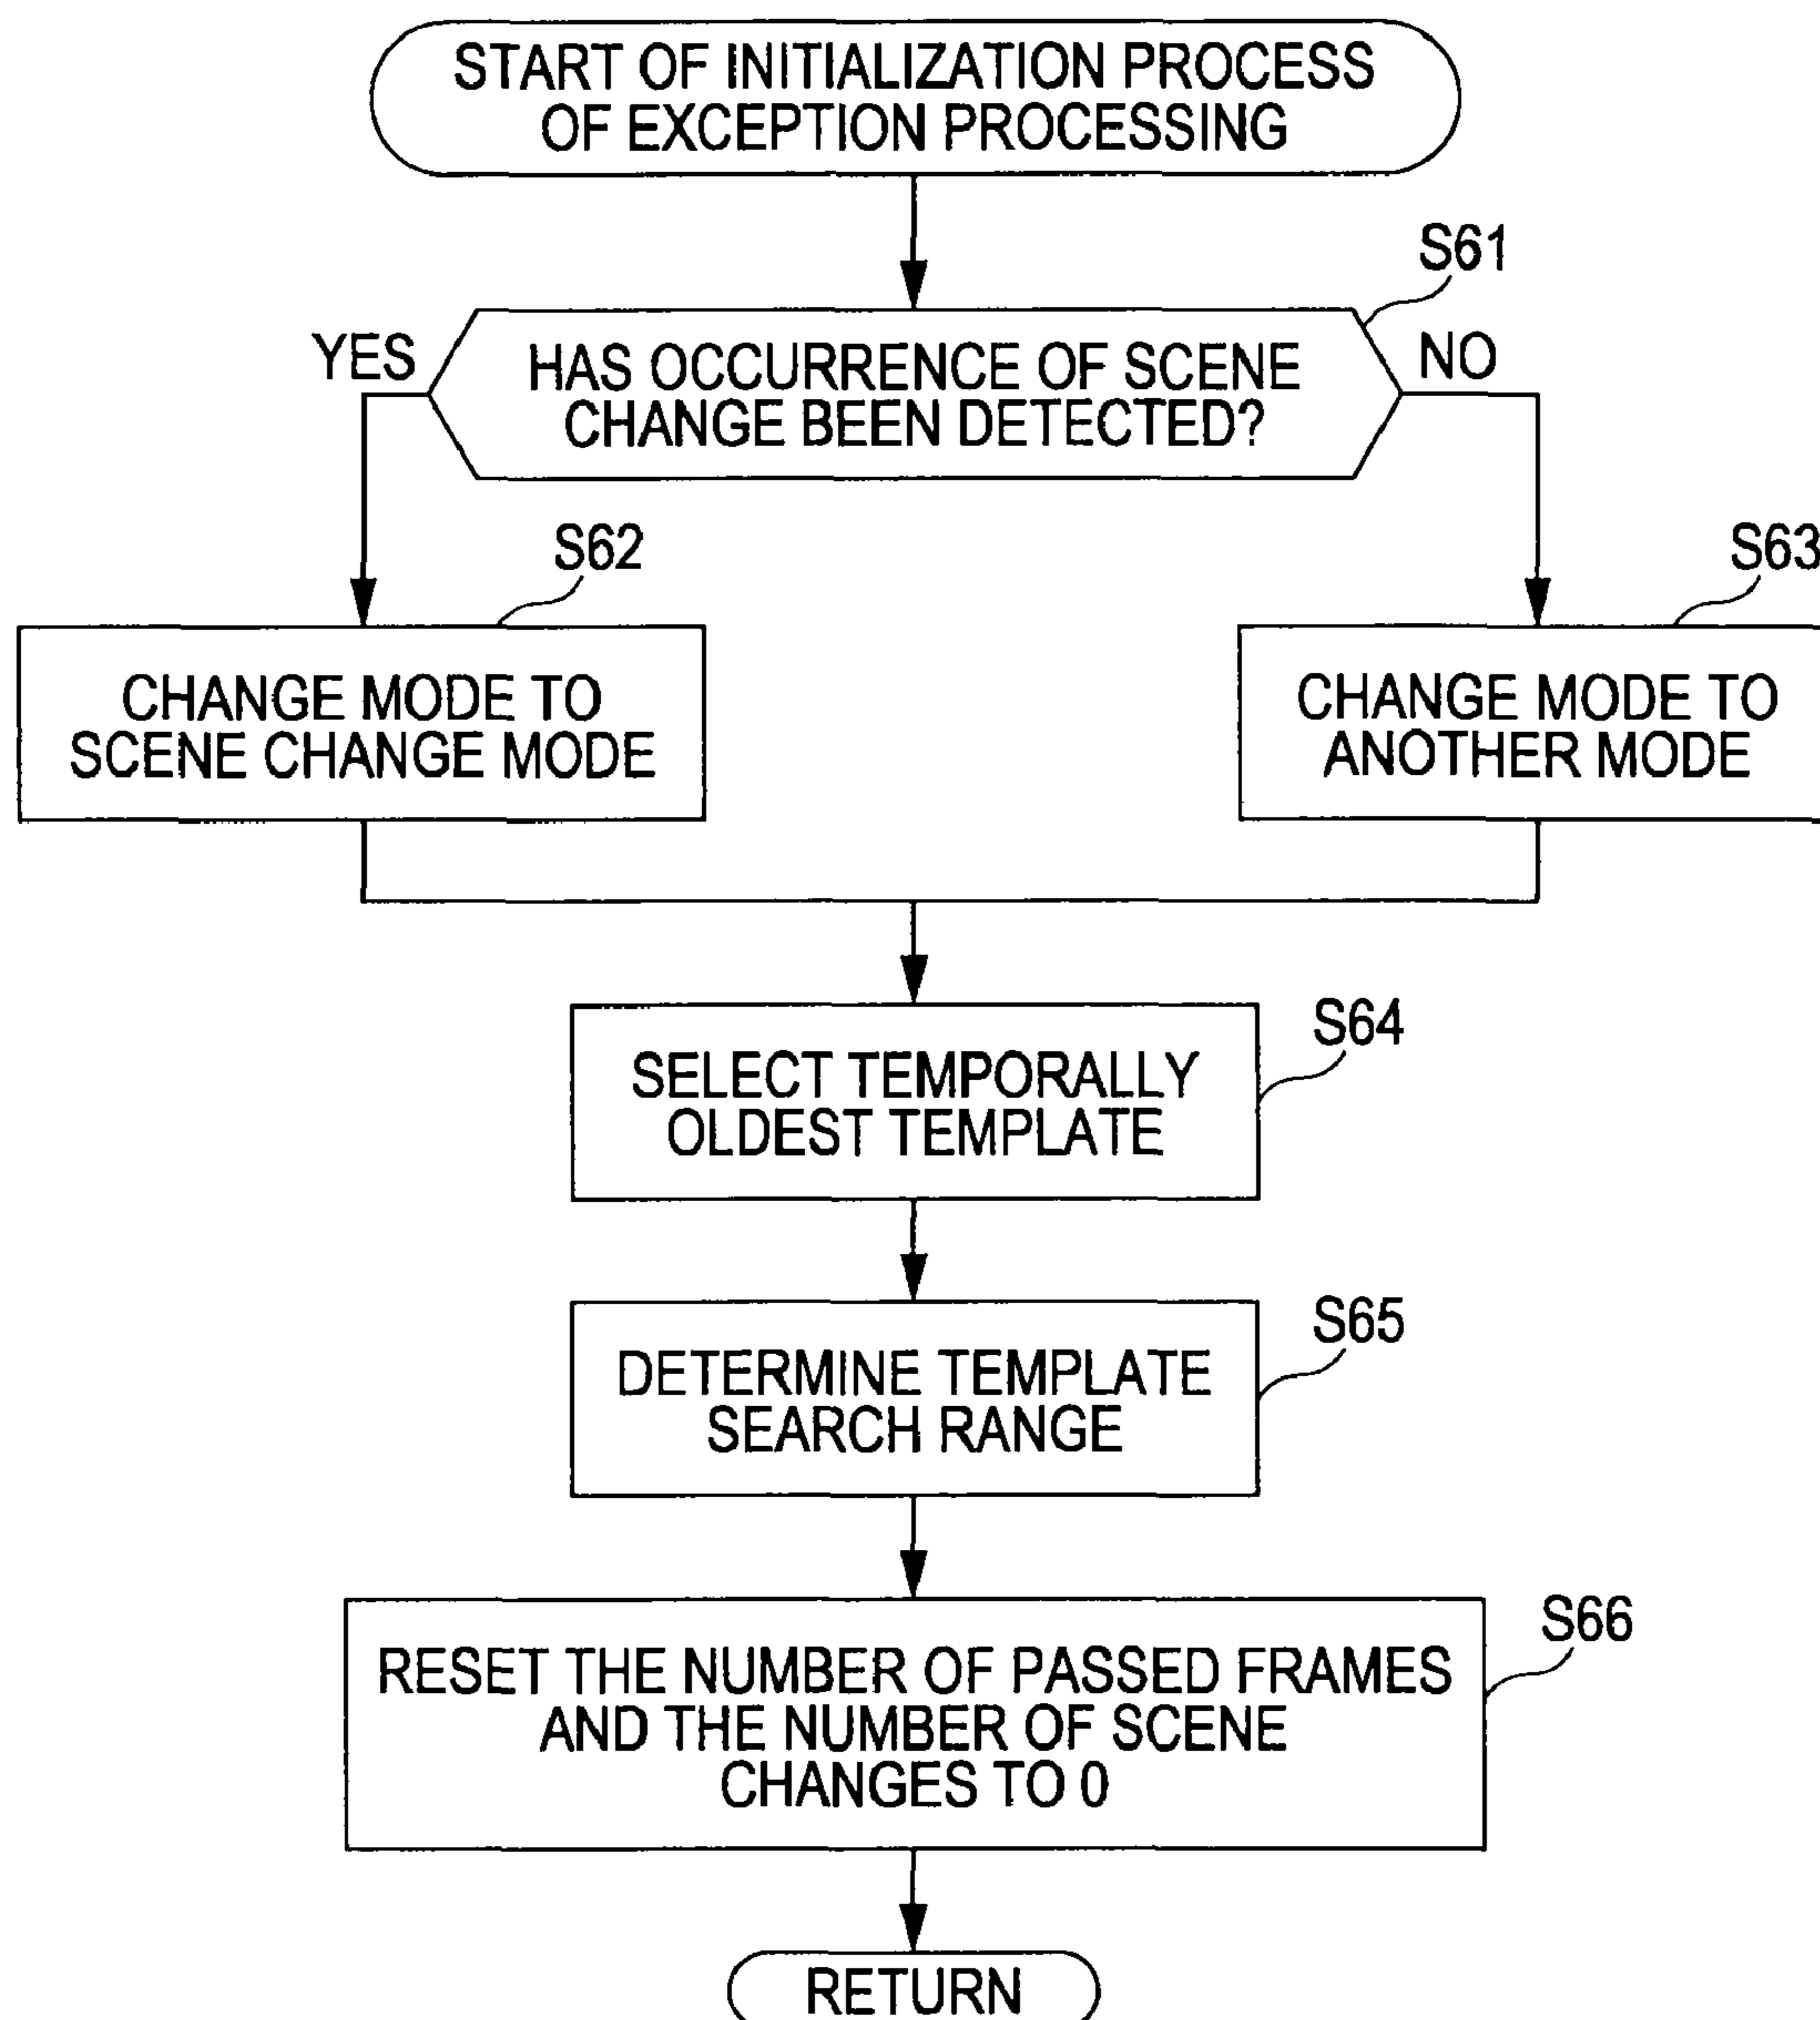 START OF INITIALIZATION PROCESS
OF EXCEPTION PROCESSING
S61
YES
HAS OCCURRENCE OF SCENE
CHANGE BEEN DETECTED?
NO
S62
S63
CHANGE MODE TO
SCENE CHANGE MODE
CHANGE MODE TO
ANOTHER MODE
S64
SELECT TEMPORALLY
OLDEST TEMPLATE
S65
DETERMINE TEMPLATE
SEARCH RANGE
S66
RESET THE NUMBER OF PASSED FRAMES
AND THE NUMBER OF SCENE
CHANGES TO 0
RETURN